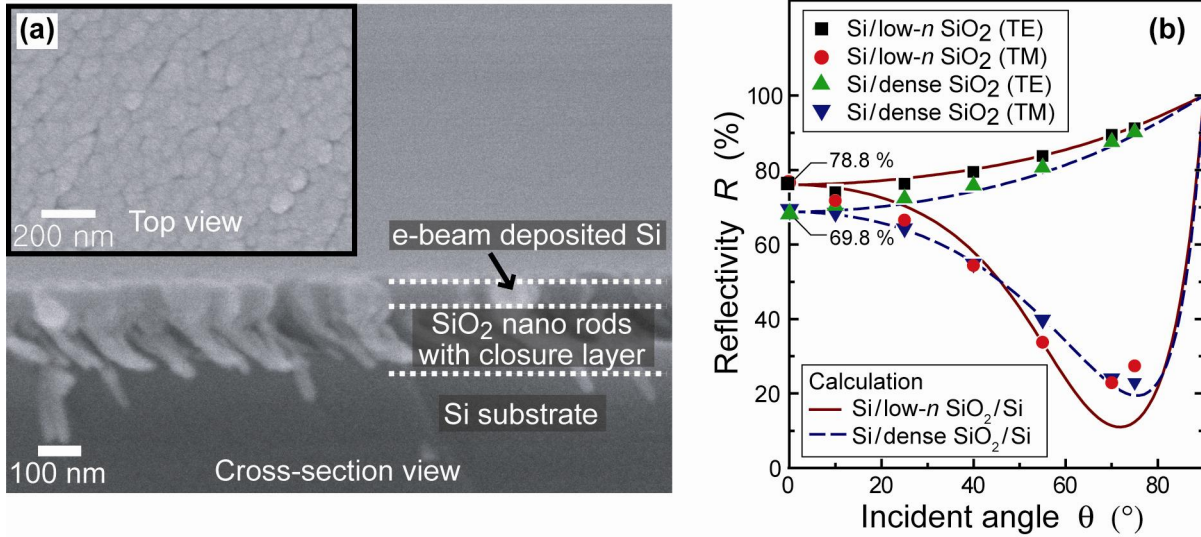 (a)
200 nm
Top view
e-beam deposited Si
SiO2 nano rods
with closure layer
Si substrate
100 nm
Cross-section view
(b)
Si/low-n SiO2 (TE)
Si/low-n SiO2 (TM)
Si/dense SiO2 (TE)
Si/dense SiO2 (TM)
Reflectivity R (%)
100
80
60
40
20
0
78.8 %
69.8 %
Calculation
Si/low-n SiO2/Si
Si/dense SiO2/Si
0 20 40 60 80
Incident angle θ (°)